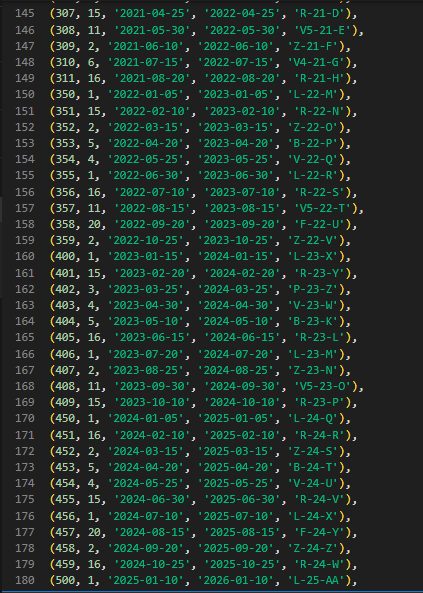 145 (307, 15, '2021-04-25', '2022-04-25', 'R-21-D'),
146 (308, 11, '2021-05-30', '2022-05-30', 'V5-21-E'),
147 (309, 2, '2021-06-10', '2022-06-10', 'Z-21-F'),
148 (310, 6, '2021-07-15', '2022-07-15', 'V4-21-G'),
149 (311, 16, '2021-08-20', '2022-08-20', 'R-21-H'),
150 (350, 1, '2022-01-05', '2023-01-05', 'L-22-M'),
151 (351, 15, '2022-02-10', '2023-02-10', 'R-22-N'),
152 (352, 2, '2022-03-15', '2023-03-15', 'Z-22-O'),
153 (353, 5, '2022-04-20', '2023-04-20', 'B-22-P'),
154 (354, 4, '2022-05-25', '2023-05-25', 'V-22-Q'),
155 (355, 1, '2022-06-30', '2023-06-30', 'L-22-R'),
156 (356, 16, '2022-07-10', '2023-07-10', 'R-22-S'),
157 (357, 11, '2022-08-15', '2023-08-15', 'V5-22-T'),
158 (358, 20, '2022-09-20', '2023-09-20', 'F-22-U'),
159 (359, 2, '2022-10-25', '2023-10-25', 'Z-22-V'),
160 (400, 1, '2023-01-15', '2024-01-15', 'L-23-X'),
161 (401, 15, '2023-02-20', '2024-02-20', 'R-23-Y'),
162 (402, 3, '2023-03-25', '2024-03-25', 'P-23-Z'),
163 (403, 4, '2023-04-30', '2024-04-30', 'V-23-W'),
164 (404, 5, '2023-05-10', '2024-05-10', 'B-23-K'),
165 (405, 16, '2023-06-15', '2024-06-15', 'R-23-L'),
166 (406, 1, '2023-07-20', '2024-07-20', 'L-23-M'),
167 (407, 2, '2023-08-25', '2024-08-25', 'Z-23-N'),
168 (408, 11, '2023-09-30', '2024-09-30', 'V5-23-O'),
169 (409, 15, '2023-10-10', '2024-10-10', 'R-23-P'),
170 (450, 1, '2024-01-05', '2025-01-05', 'L-24-Q'),
171 (451, 16, '2024-02-10', '2025-02-10', 'R-24-R'),
172 (452, 2, '2024-03-15', '2025-03-15', 'Z-24-S'),
173 (453, 5, '2024-04-20', '2025-04-20', 'B-24-T'),
174 (454, 4, '2024-05-25', '2025-05-25', 'V-24-U'),
175 (455, 15, '2024-06-30', '2025-06-30', 'R-24-V'),
176 (456, 1, '2024-07-10', '2025-07-10', 'L-24-X'),
177 (457, 20, '2024-08-15', '2025-08-15', 'F-24-Y'),
178 (458, 2, '2024-09-20', '2025-09-20', 'Z-24-Z'),
179 (459, 16, '2024-10-25', '2025-10-25', 'R-24-W'),
180 (500, 1, '2025-01-10', '2026-01-10', 'L-25-AA'),